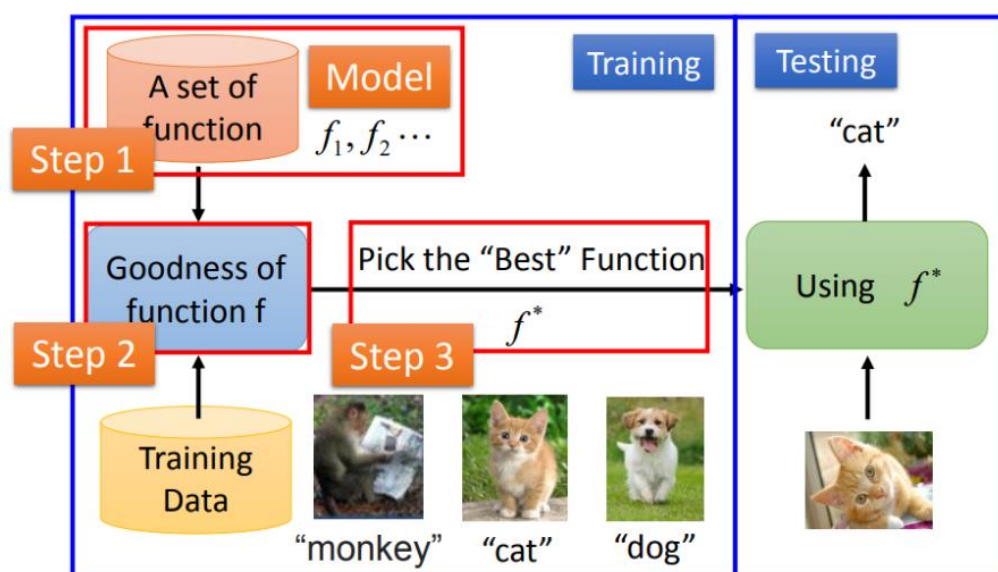 A set of
function
Model
f₁, f₂ ⋯
Step 1
Training
Testing
"cat"
Goodness of
function f
Step 2
Pick the "Best" Function
f*
Step 3
Using f*
Training
Data
"monkey"
"cat"
"dog"